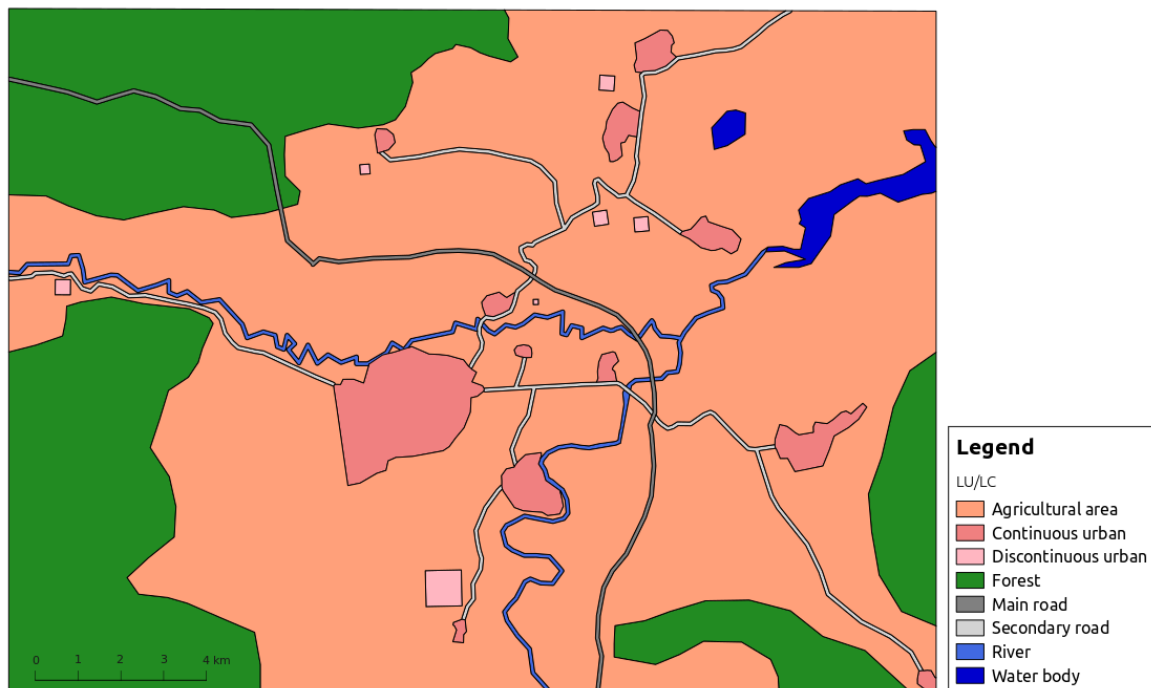 0 1 2 3 4 km
Legend
LU/LC
Agricultural area
Continuous urban
Discontinuous urban
Forest
Main road
Secondary road
River
Water body